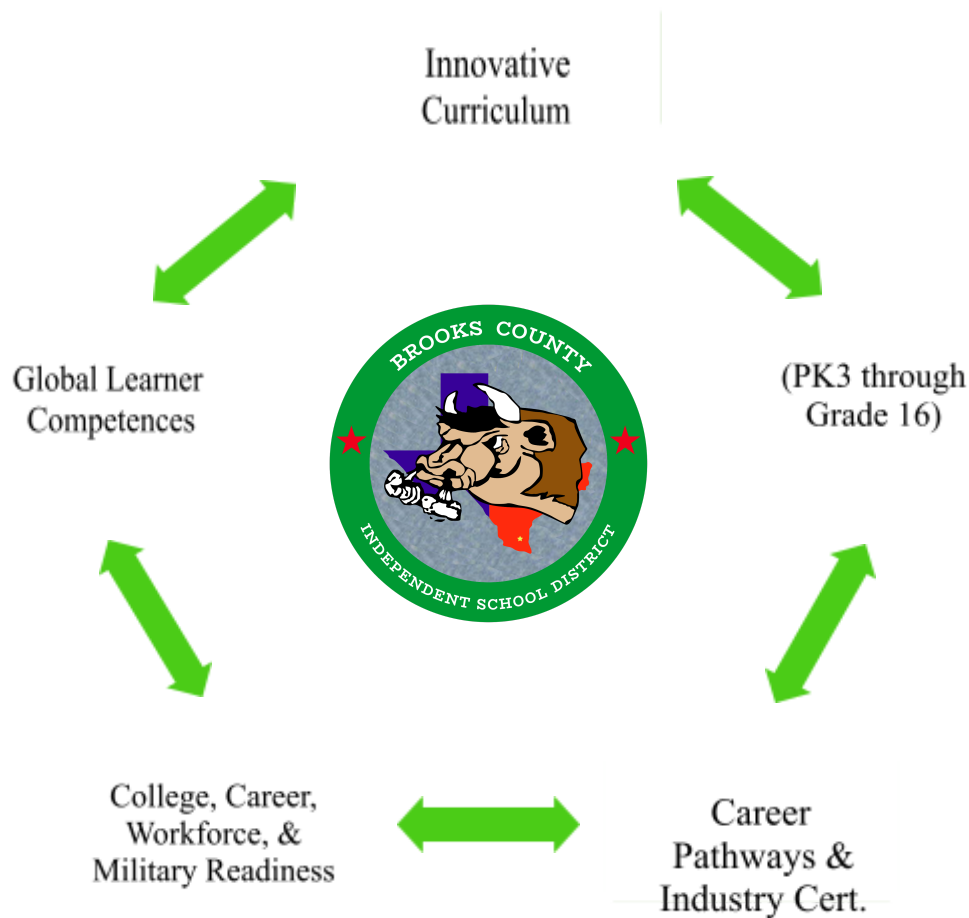 Innovative
Curriculum
Global Learner
Competences
(PK3 through
Grade 16)
BROOKS COUNTY
INDEPENDENT SCHOOL DISTRICT
College, Career,
Workforce, &
Military Readiness
Career
Pathways &
Industry Cert.